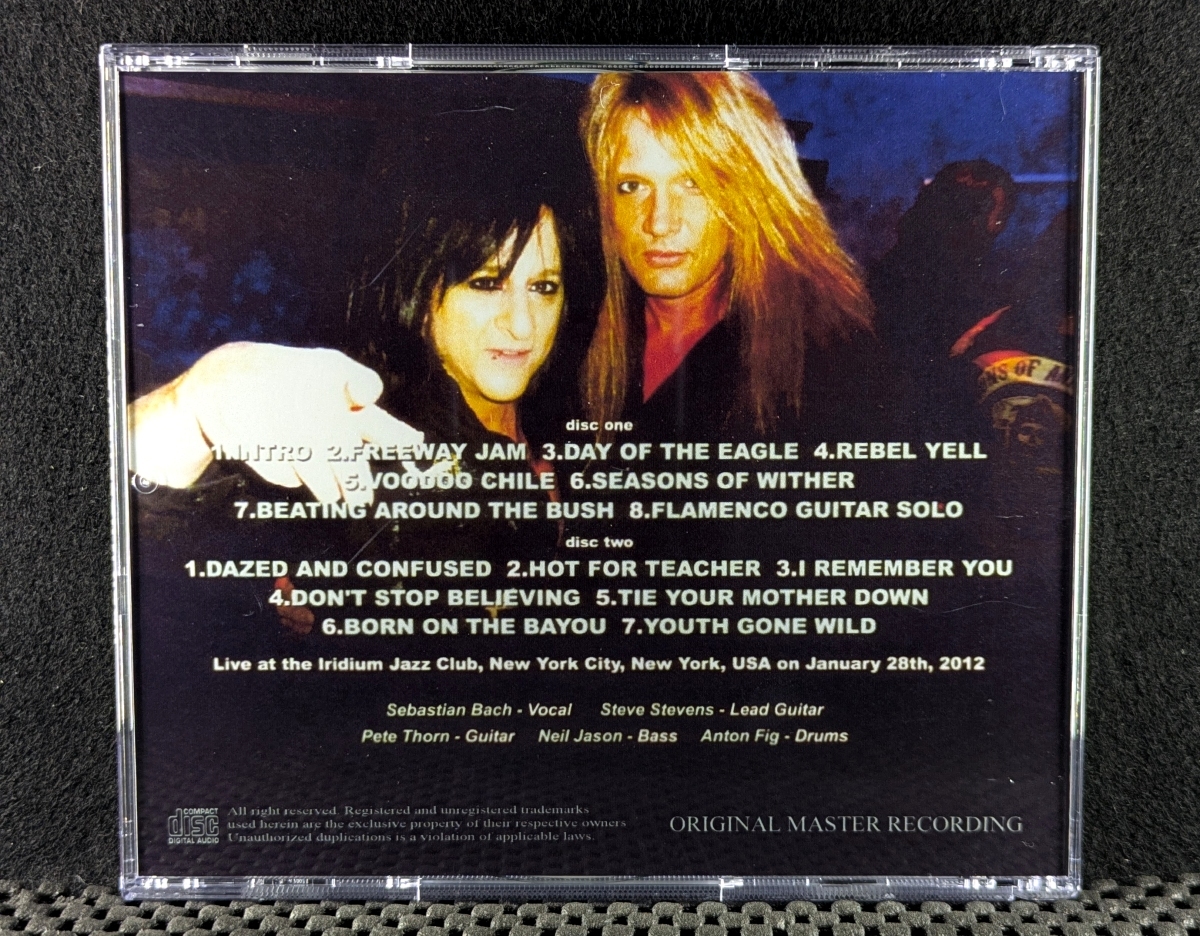 disc one
1.INTRO 2.FREEWAY JAM 3.DAY OF THE EAGLE 4.REBEL YELL
5.VOODOO CHILE 6.SEASONS OF WITHER
7.BEATING AROUND THE BUSH 8.FLAMENCO GUITAR SOLO
disc two
1.DAZED AND CONFUSED 2.HOT FOR TEACHER 3.I REMEMBER YOU
4.DON'T STOP BELIEVING 5.TIE YOUR MOTHER DOWN
6.BORN ON THE BAYOU 7.YOUTH GONE WILD
Live at the Iridium Jazz Club, New York City, New York, USA on January 28th, 2012
Sebastian Bach - Vocal Steve Stevens - Lead Guitar
Pete Thorn - Guitar Neil Jason - Bass Anton Fig - Drums
COMPACT
disc
DIGITAL AUDIO
All right reserved. Registered and unregistered trademarks
used herein are the exclusive property of their respective owners
Unauthorized duplications is a violation of applicable laws.
ORIGINAL MASTER RECORDING